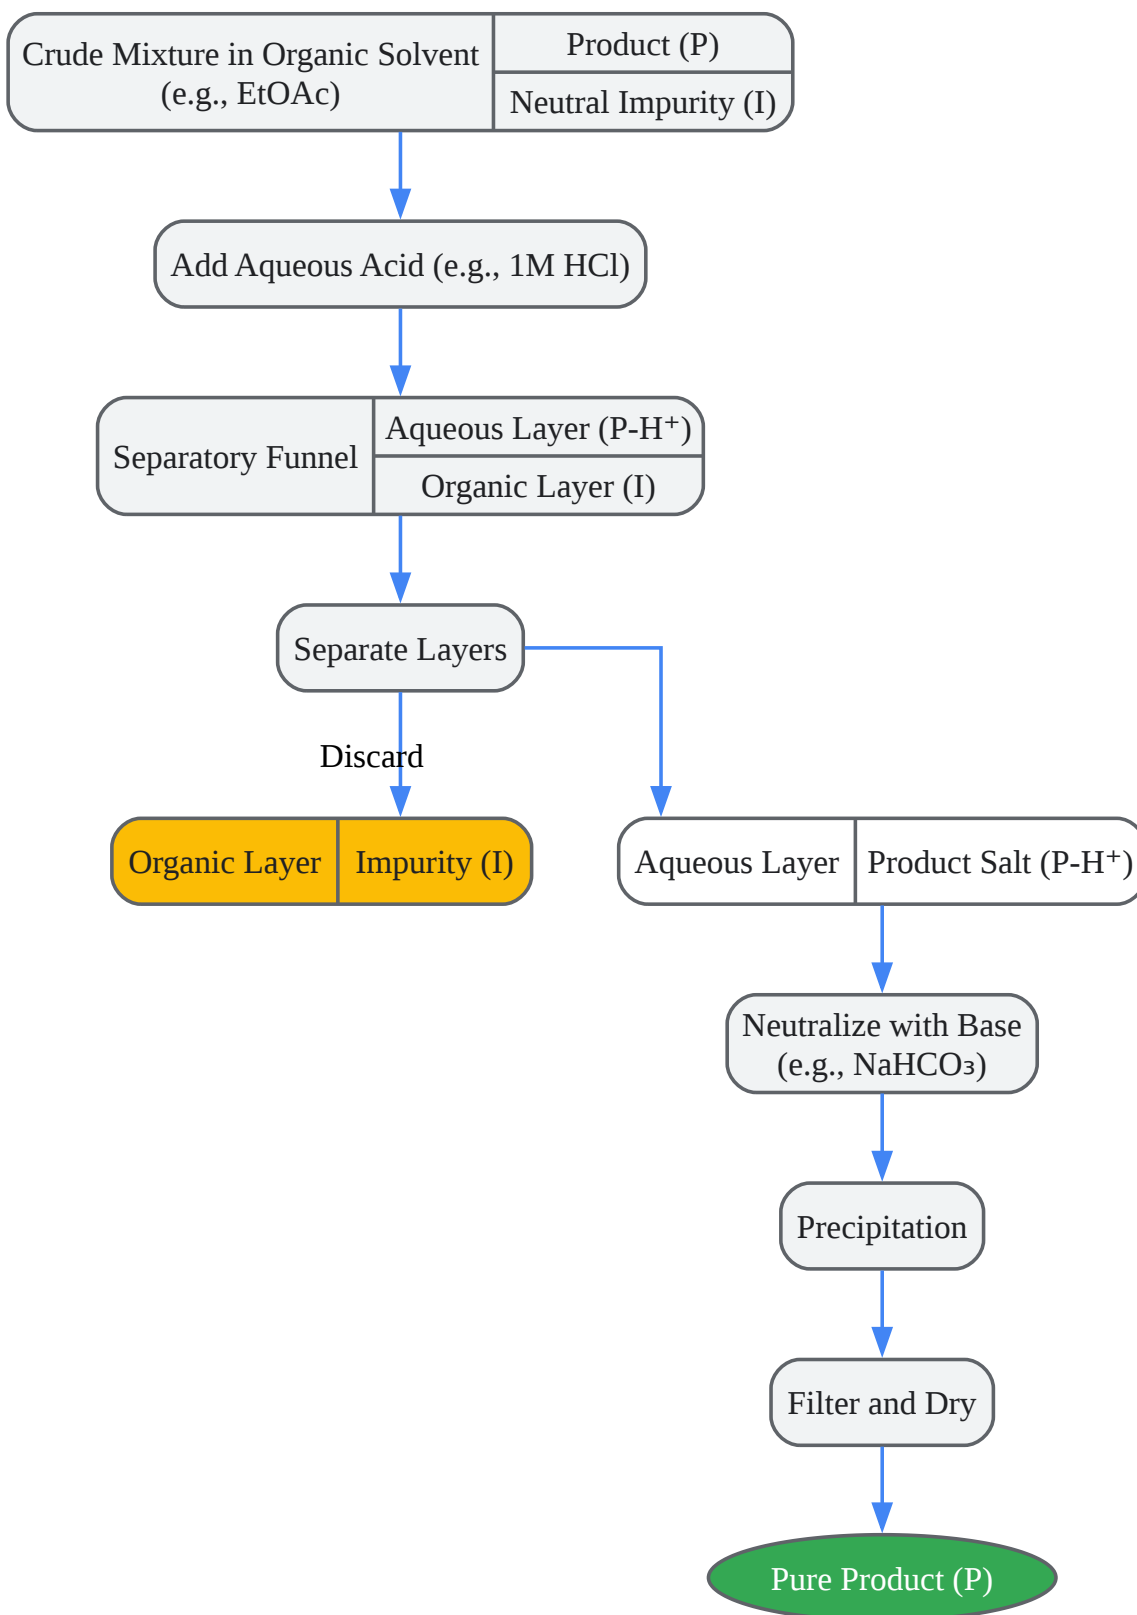 Crude Mixture in Organic Solvent
(e.g., EtOAc)
Product (P)
Neutral Impurity (I)
Add Aqueous Acid (e.g., 1M HCl)
Separatory Funnel
Aqueous Layer (P-H⁺)
Organic Layer (I)
Separate Layers
Discard
Organic Layer
Impurity (I)
Aqueous Layer
Product Salt (P-H⁺)
Neutralize with Base
(e.g., NaHCO₃)
Precipitation
Filter and Dry
Pure Product (P)